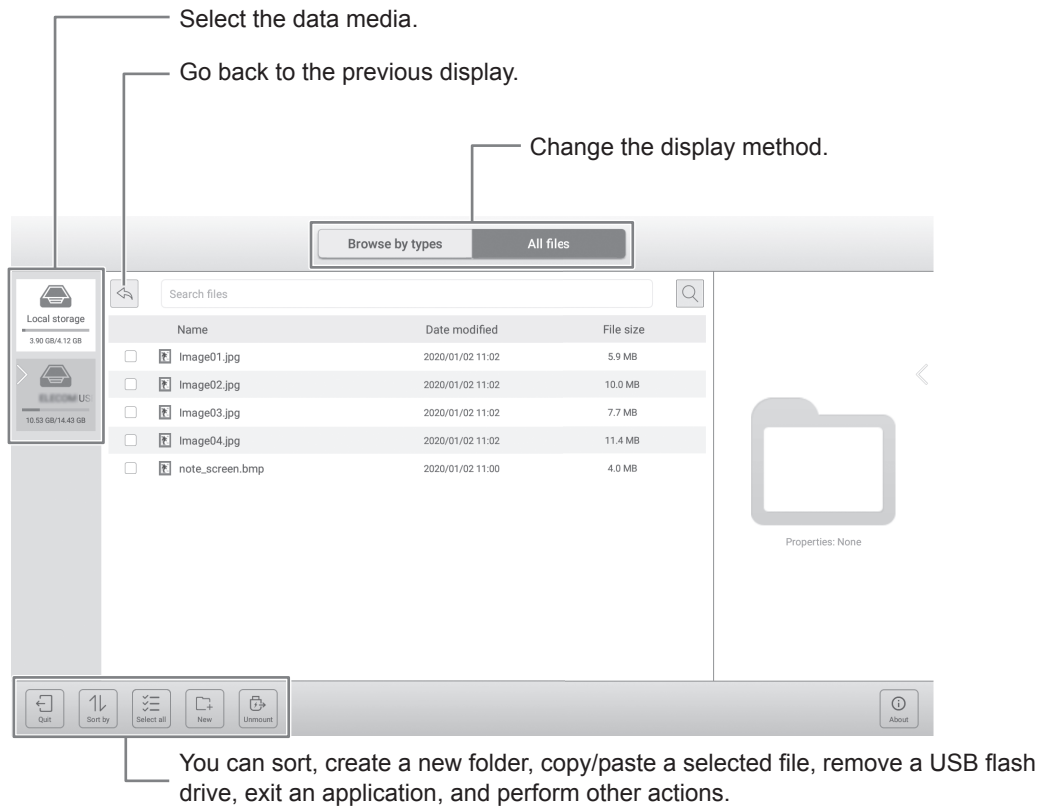 Select the data media.
Go back to the previous display.
Change the display method.
Browse by types
All files
Local storage
3.90 GB/4.12 GB
ELECOM US
10.53 GB/14.43 GB
Search files
Name Date modified File size
Image01.jpg 2020/01/02 11:02 5.9 MB
Image02.jpg 2020/01/02 11:02 10.0 MB
Image03.jpg 2020/01/02 11:02 7.7 MB
Image04.jpg 2020/01/02 11:02 11.4 MB
note_screen.bmp 2020/01/02 11:00 4.0 MB
Properties: None
Quit
Sort by
Select all
New
Unmount
About
You can sort, create a new folder, copy/paste a selected file, remove a USB flash
drive, exit an application, and perform other actions.